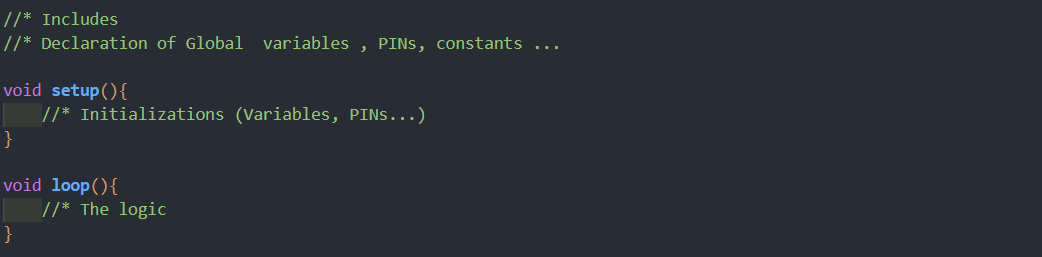 //* Includes
//* Declaration of Global  variables , PINs, constants ...
void setup(){
//* Initializations (Variables, PINs...)
}
void loop(){
//* The logic
}